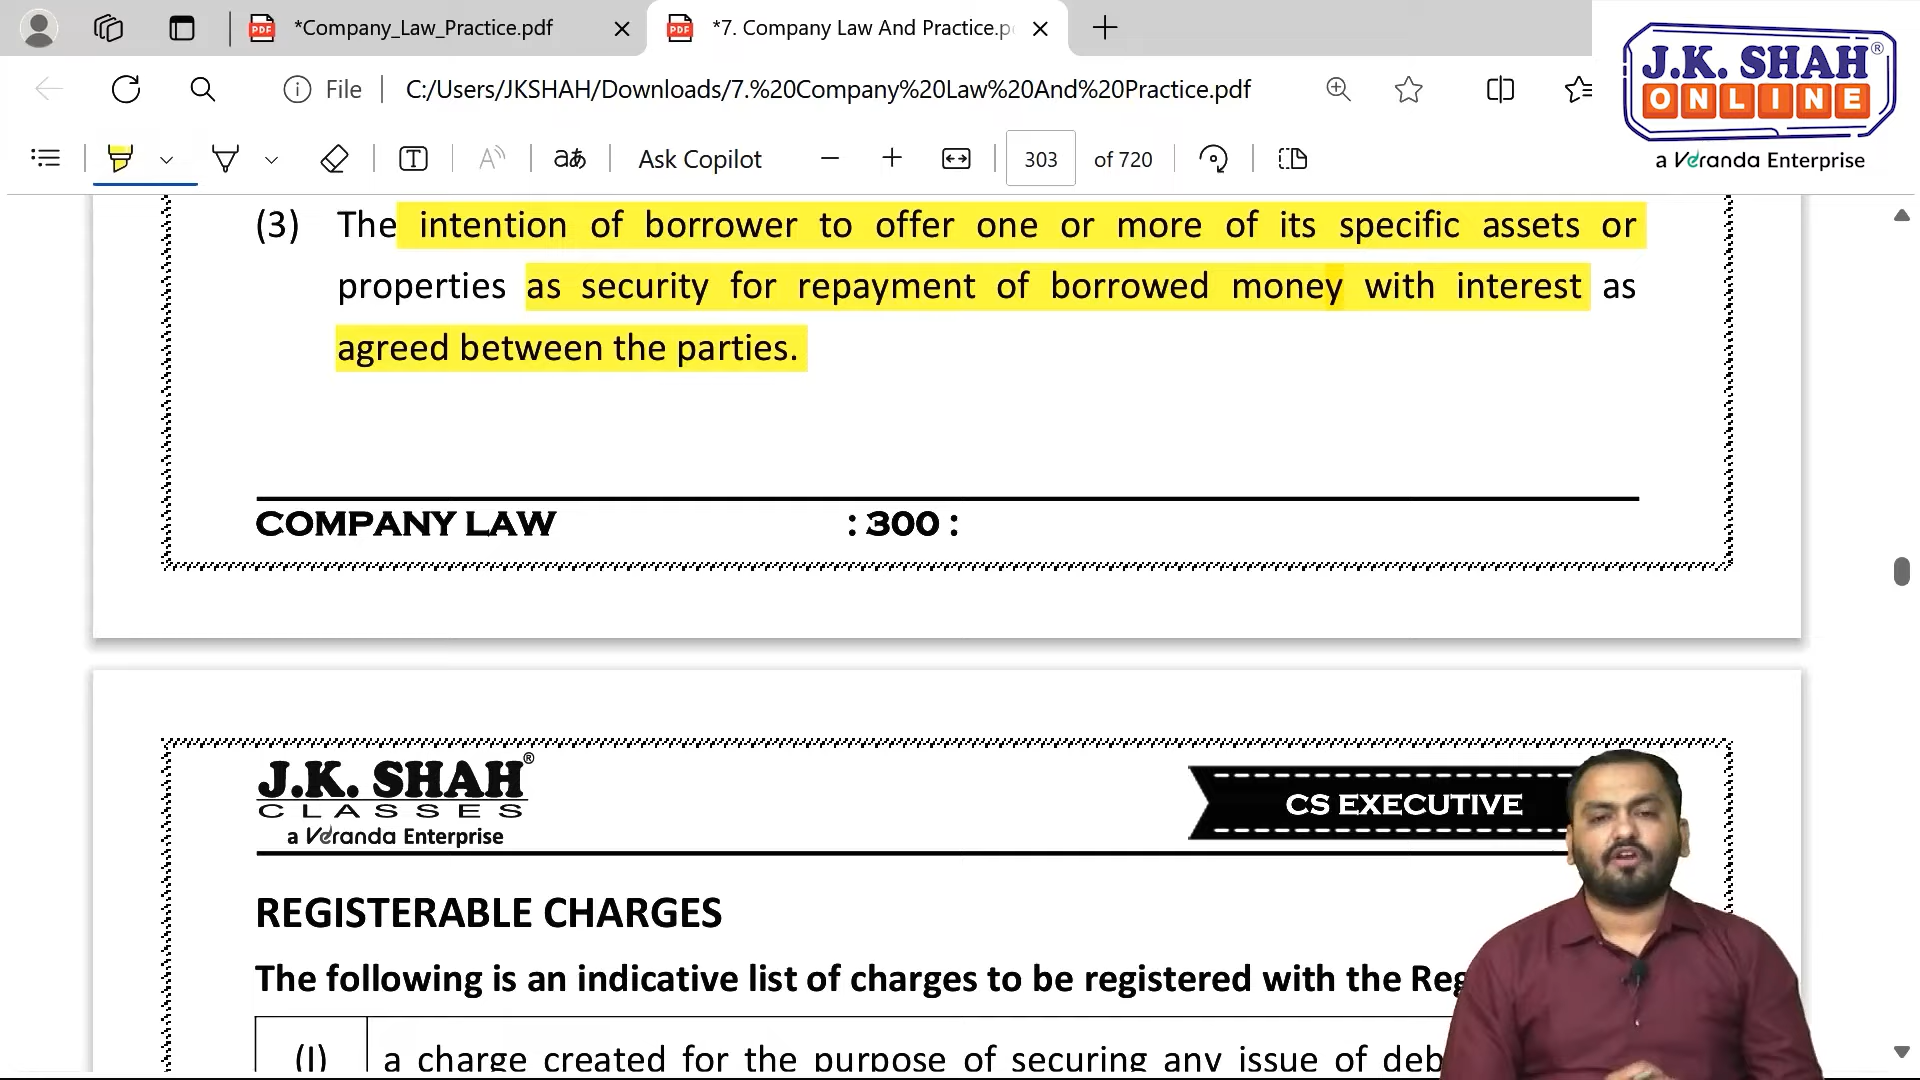 *Company_Law_Practice.pdf
*7. Company Law And Practice.p
J.K. SHAH®
ONLINE
a Veranda Enterprise
File
C:/Users/JKSHAH/Downloads/7.%20Company%20Law%20And%20Practice.pdf
Ask Copilot
303
of 720
(3) The intention of borrower to offer one or more of its specific assets or
properties as security for repayment of borrowed money with interest as
agreed between the parties.
COMPANY LAW : 300 :
J.K. SHAH®
CLASSES
a Veranda Enterprise
CS EXECUTIVE
REGISTERABLE CHARGES
The following is an indicative list of charges to be registered with the Reg
(I) a charge created for the purpose of securing any issue of deb